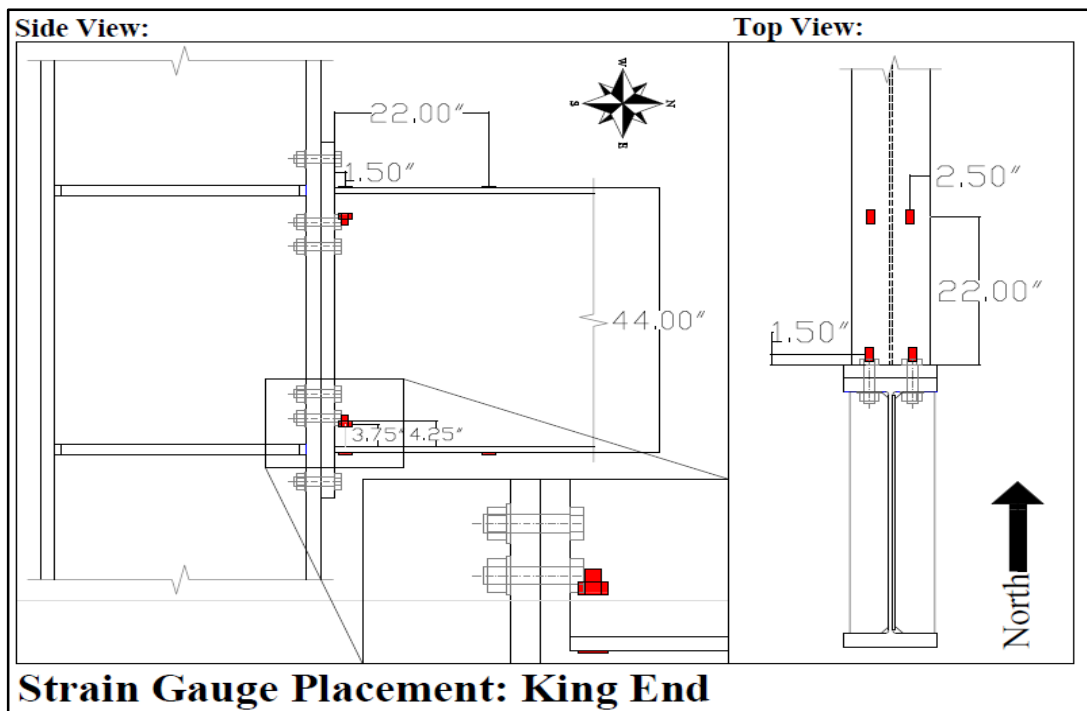 Side View:
Top View:
W
S
N
E
22.00"
1.50"
2.50"
44.00"
22.00"
1.50"
3.75"
4.25"
North
Strain Gauge Placement: King End